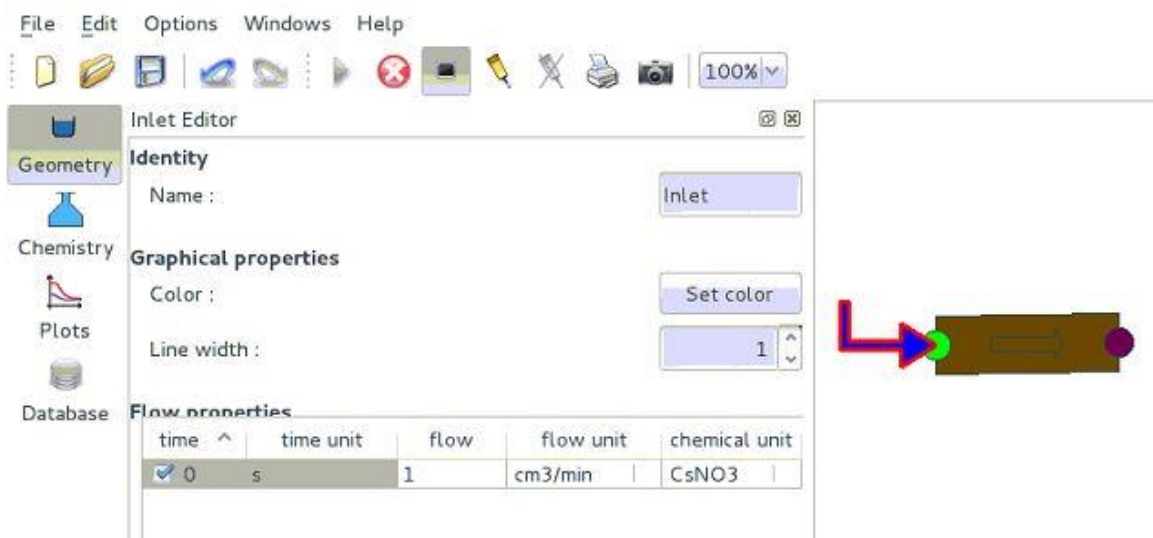 File Edit Options Windows Help
100%
Geometry
Chemistry
Plots
Database
Inlet Editor
Identity
Name :
Inlet
Graphical properties
Color :
Set color
Line width :
1
Flow properties
time time unit flow flow unit chemical unit
0 s 1 cm3/min CsNO3